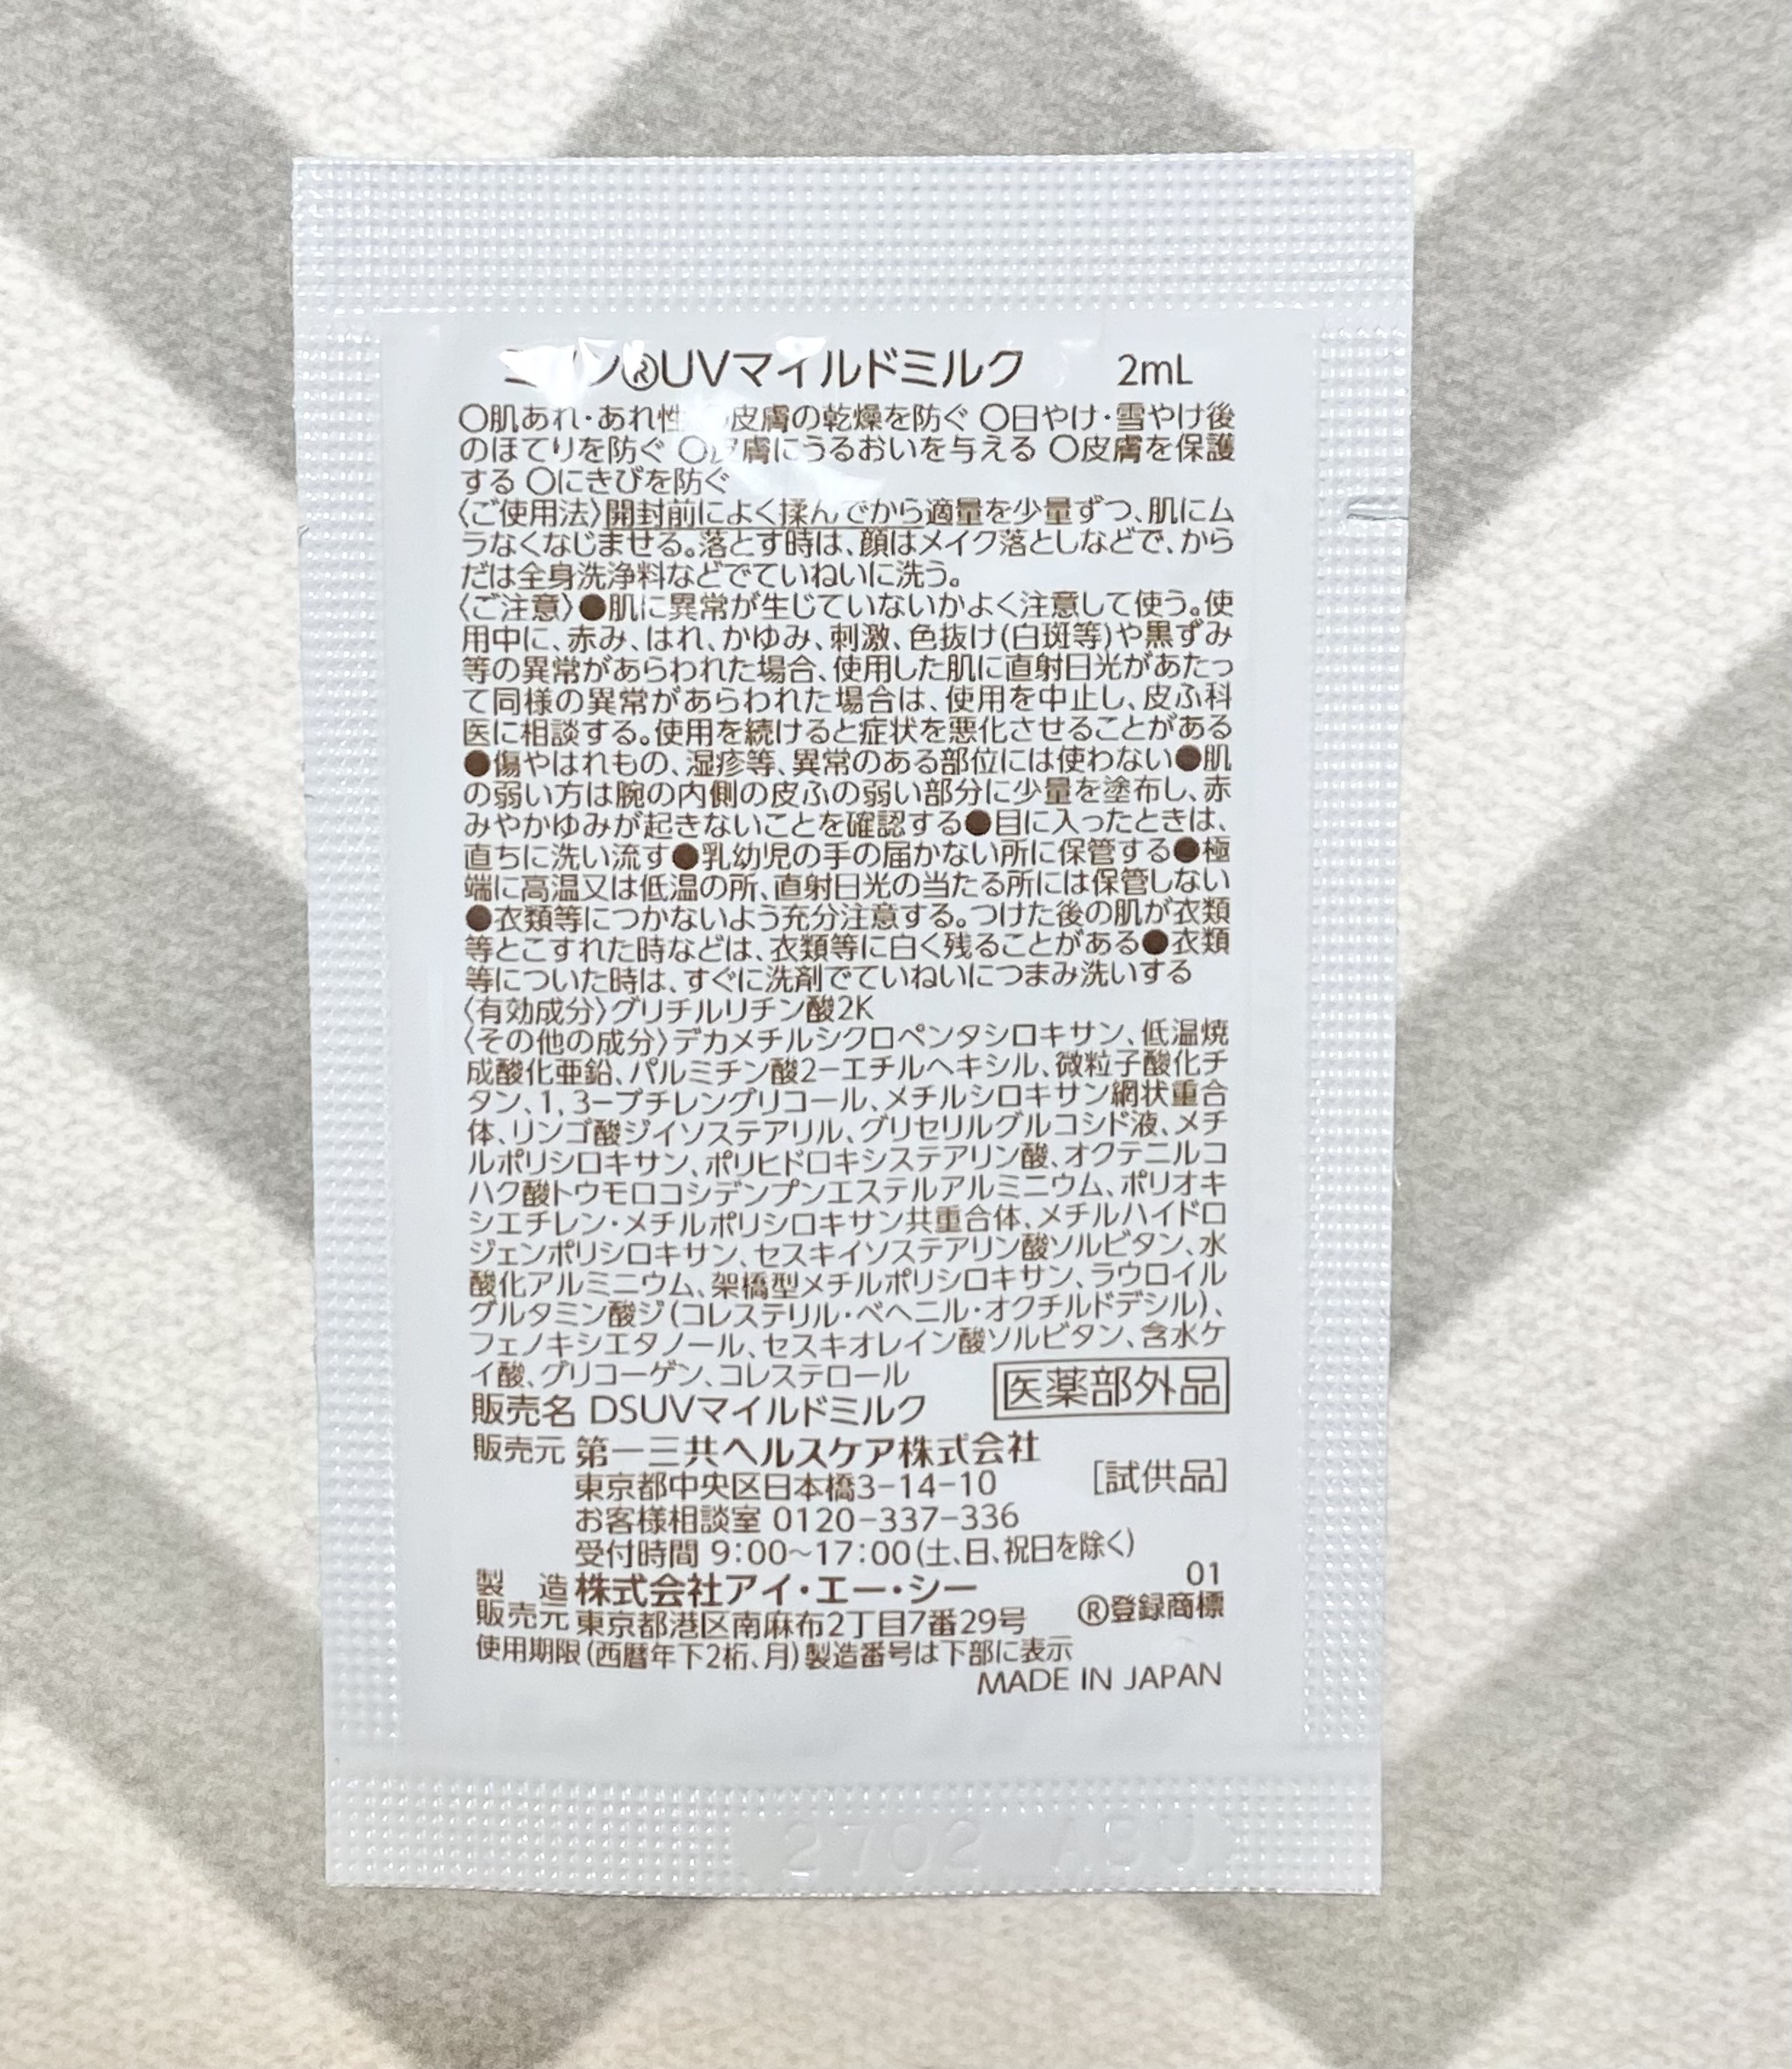 ミノン®UVマイルドミルク 2mL
〇肌あれ・あれ性 〇皮膚の乾燥を防ぐ 〇日やけ・雪やけ後
のほてりを防ぐ 〇皮膚にうるおいを与える 〇皮膚を保護
する 〇にきびを防ぐ
〈ご使用法〉開封前によく揉んでから適量を少量ずつ、肌にム
ラなくなじませる。落とす時は、顔はメイク落としなどで、から
だは全身洗浄料などでていねいに洗う。
〈ご注意〉●肌に異常が生じていないかよく注意して使う。使
用中に、赤み、はれ、かゆみ、刺激、色抜け(白斑等)や黒ずみ
等の異常があらわれた場合、使用した肌に直射日光があたっ
て同様の異常があらわれた場合は、使用を中止し、皮ふ科
医に相談する。使用を続けると症状を悪化させることがある
●傷やはれもの、湿疹等、異常のある部位には使わない●肌
の弱い方は腕の内側の皮ふの弱い部分に少量を塗布し、赤
みやかゆみが起きないことを確認する●目に入ったときは、
直ちに洗い流す●乳幼児の手の届かない所に保管する●極
端に高温又は低温の所、直射日光の当たる所には保管しない
●衣類等につかないよう充分注意する。つけた後の肌が衣類
等とこすれた時などは、衣類等に白く残ることがある●衣類
等についた時は、すぐに洗剤でていねいにつまみ洗いする
〈有効成分〉グリチルリチン酸2K
〈その他の成分〉デカメチルシクロペンタシロキサン、低温焼
成酸化亜鉛、パルミチン酸2-エチルヘキシル、微粒子酸化チ
タン、1,3-ブチレングリコール、メチルシロキサン網状重合
体、リンゴ酸ジイソステアリル、グリセリルグルコシド液、メチ
ルポリシロキサン、ポリヒドロキシステアリン酸、オクテニルコ
ハク酸トウモロコシデンプンエステルアルミニウム、ポリオキ
シエチレン・メチルポリシロキサン共重合体、メチルハイドロ
ジェンポリシロキサン、セスキイソステアリン酸ソルビタン、水
酸化アルミニウム、架橋型メチルポリシロキサン、ラウロイル
グルタミン酸ジ(コレステリル・ベヘニル・オクチルドデシル)、
フェノキシエタノール、セスキオレイン酸ソルビタン、含水ケ
イ酸、グリコーゲン、コレステロール
医薬部外品
販売名 DSUVマイルドミルク
販売元 第一三共ヘルスケア株式会社
東京都中央区日本橋3-14-10
[試供品]
お客様相談室 0120-337-336
受付時間 9:00~17:00(土、日、祝日を除く)
01
製 造 株式会社アイ・エー・シー
販売元 東京都港区南麻布2丁目7番29号
®登録商標
使用期限(西暦年下2桁、月)製造番号は下部に表示
MADE IN JAPAN
2702